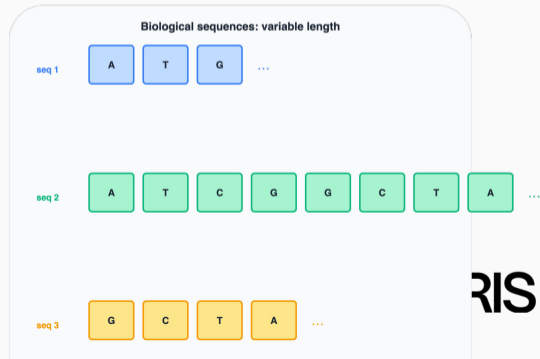 Biological sequences: variable length
seq 1 A T G ...
seq 2 A T C G G C T A ...
RIS
seq 3 G C T A ...